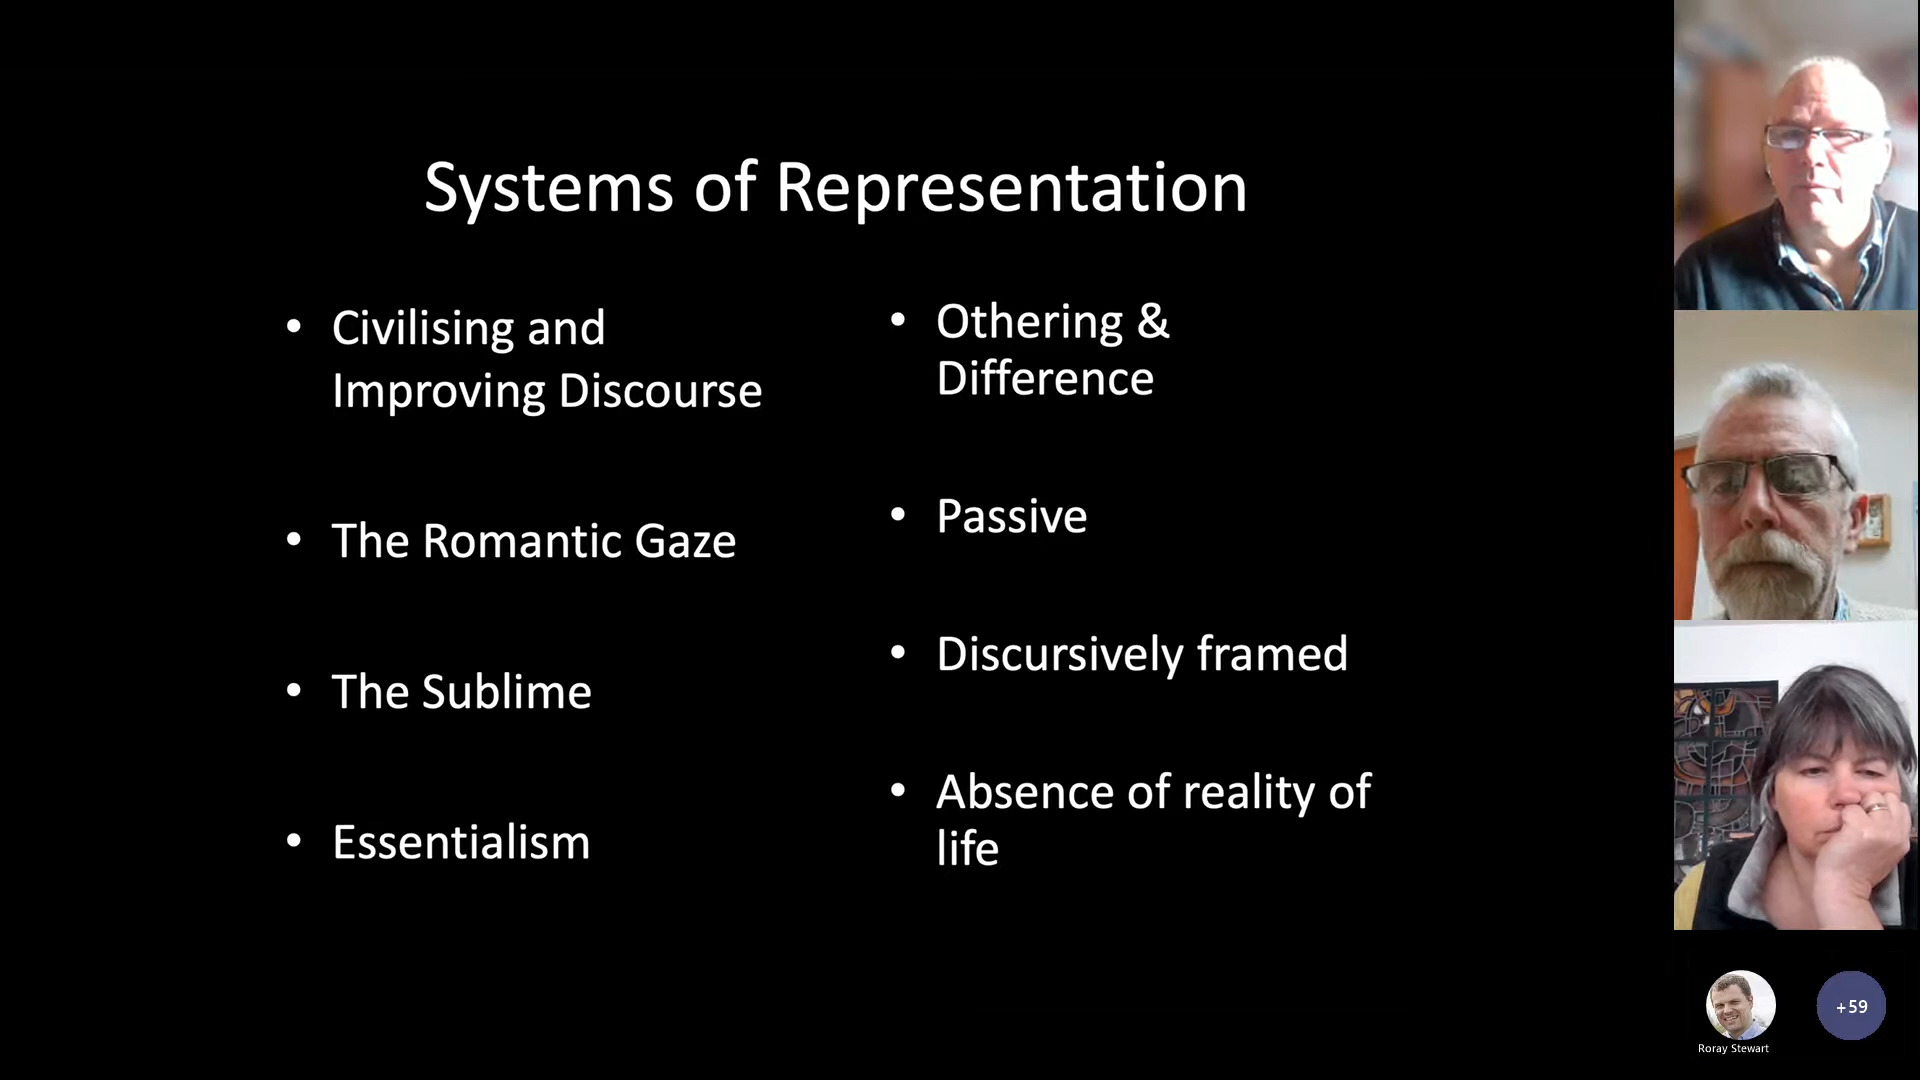 Systems of Representation
• Civilising and
Improving Discourse
• The Romantic Gaze
• The Sublime
• Essentialism
• Othering &
Difference
• Passive
• Discursively framed
• Absence of reality of
life
Roray Stewart
+59